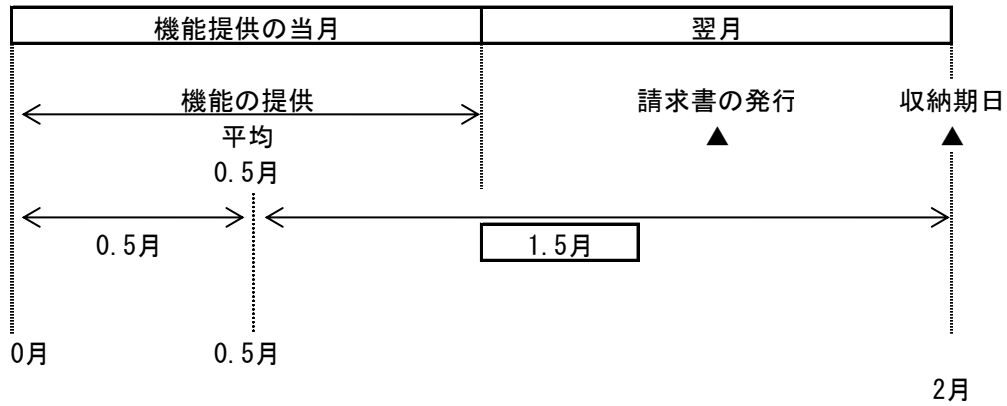 機能提供の当月 翌月
機能の提供 請求書の発行 収納期日
平均 ▲ ▲
0.5月
0.5月 1.5月
0月 0.5月
2月